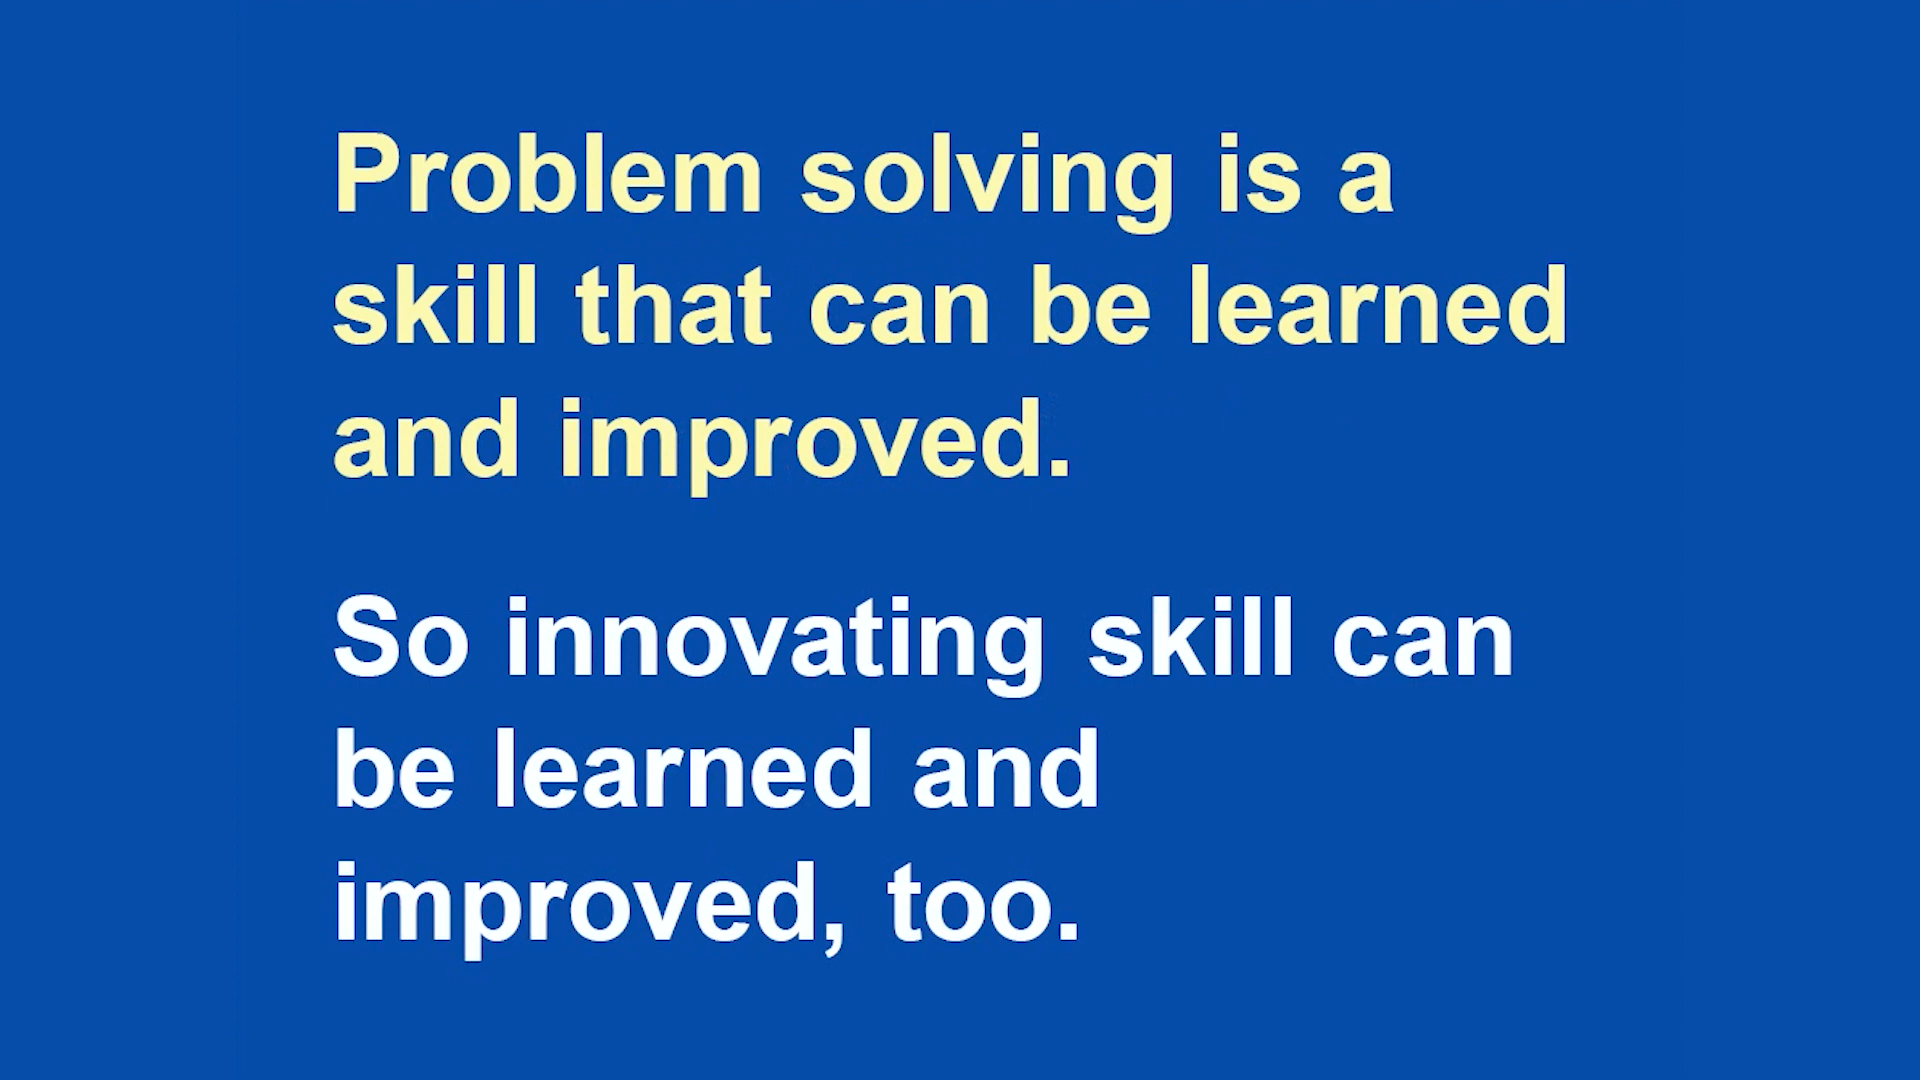 Problem solving is a
skill that can be learned
and improved.
So innovating skill can
be learned and
improved, too.